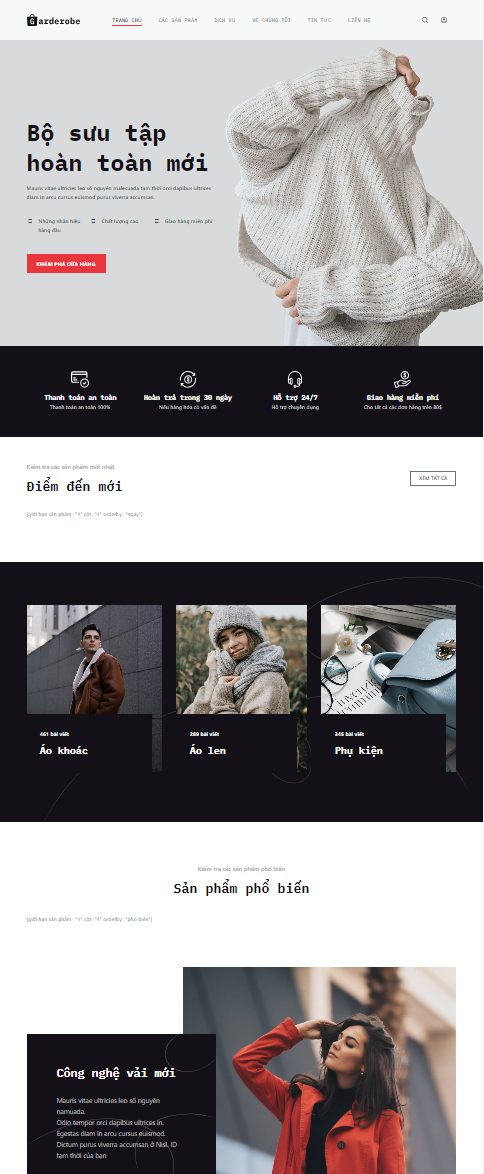 Garderobe
TRANG CHỦ CÁC SẢN PHẨM DỊCH VỤ VỀ CHÚNG TÔI TIN TỨC LIÊN HỆ
Bộ sưu tập
hoàn toàn mới
Mauris vitae ultricies leo số nguyên malesuada tạm thời orci dapibus ultrices
diam in arcu cursus euismod purus viverra accumsan.
Những nhãn hiệu
hàng đầu
Chất lượng cao
Giao hàng miễn phí
KHÁM PHÁ CỬA HÀNG
Thanh toán an toàn
Thanh toán an toàn 100%
Hoàn trả trong 30 ngày
Nếu hàng hóa có vấn đề
Hỗ trợ 24/7
Hỗ trợ chuyên dụng
Giao hàng miễn phí
Cho tất cả các đơn hàng trên 80$
Kiểm tra các sản phẩm mới nhất
Điểm đến mới
XEM TẤT CẢ
[giới hạn sản phẩm · "4" cột · "4" orderby · "ngày"]
461 bài viết
Áo khoác
289 bài viết
Áo len
345 bài viết
Phụ kiện
Kiểm tra các sản phẩm phổ biến
Sản phẩm phổ biến
[giới hạn sản phẩm · "4" cột · "4" orderby · "phổ biến"]
Công nghệ vải mới
Mauris vitae ultricies leo số nguyên
namuada.
Odio tempor orci dapibus ultrices in.
Egestas diam in arcu cursus euismod.
Dictum purus viverra accumsan ở Nisl, ID
tạm thời của bạn